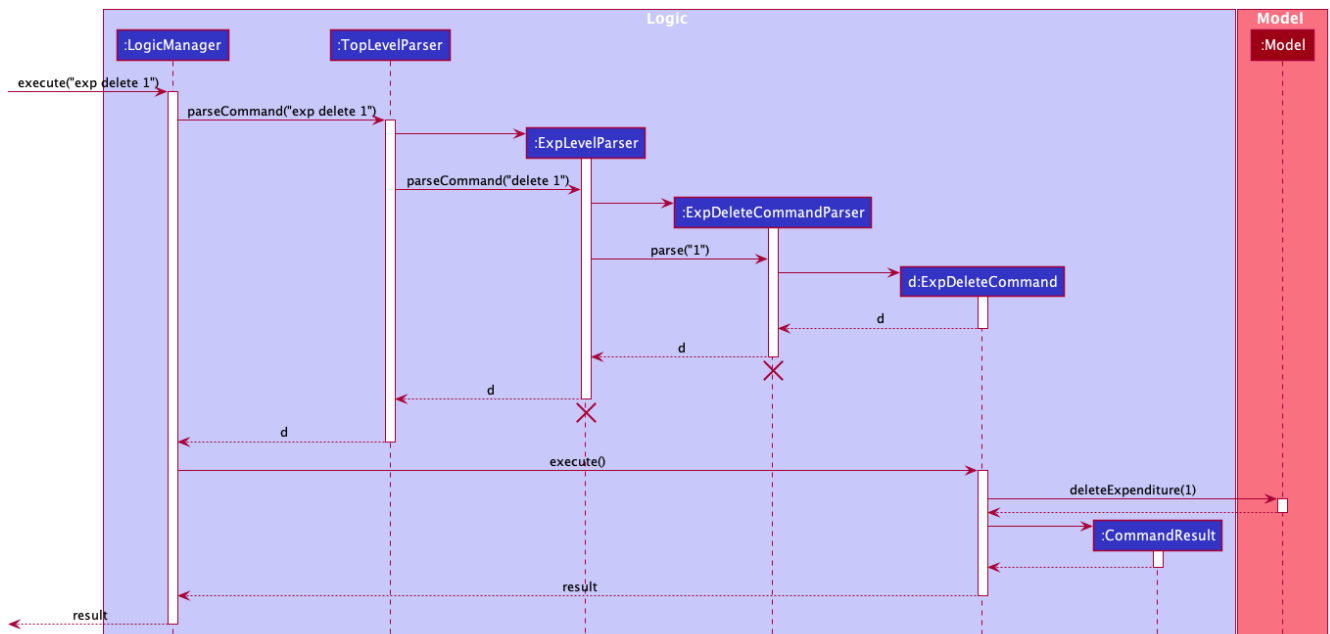 Logic
Model
:LogicManager
:TopLevelParser
:Model
execute("exp delete 1")
parseCommand("exp delete 1")
:ExpLevelParser
parseCommand("delete 1")
:ExpDeleteCommandParser
parse("1")
d:ExpDeleteCommand
d
d
d
d
execute()
deleteExpenditure(1)
:CommandResult
result
result